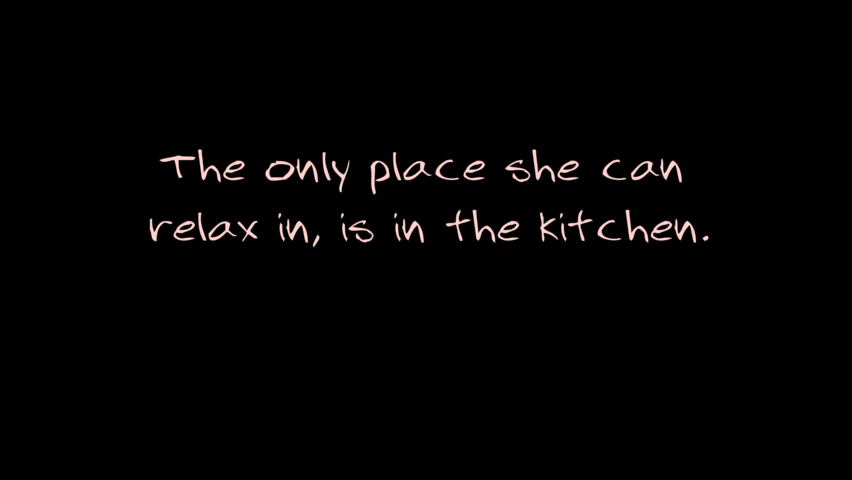 The only place she can
relax in, is in the kitchen.